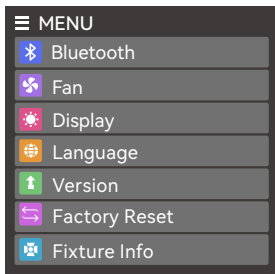 MENU
Bluetooth
Fan
Display
Language
Version
Factory Reset
Fixture Info